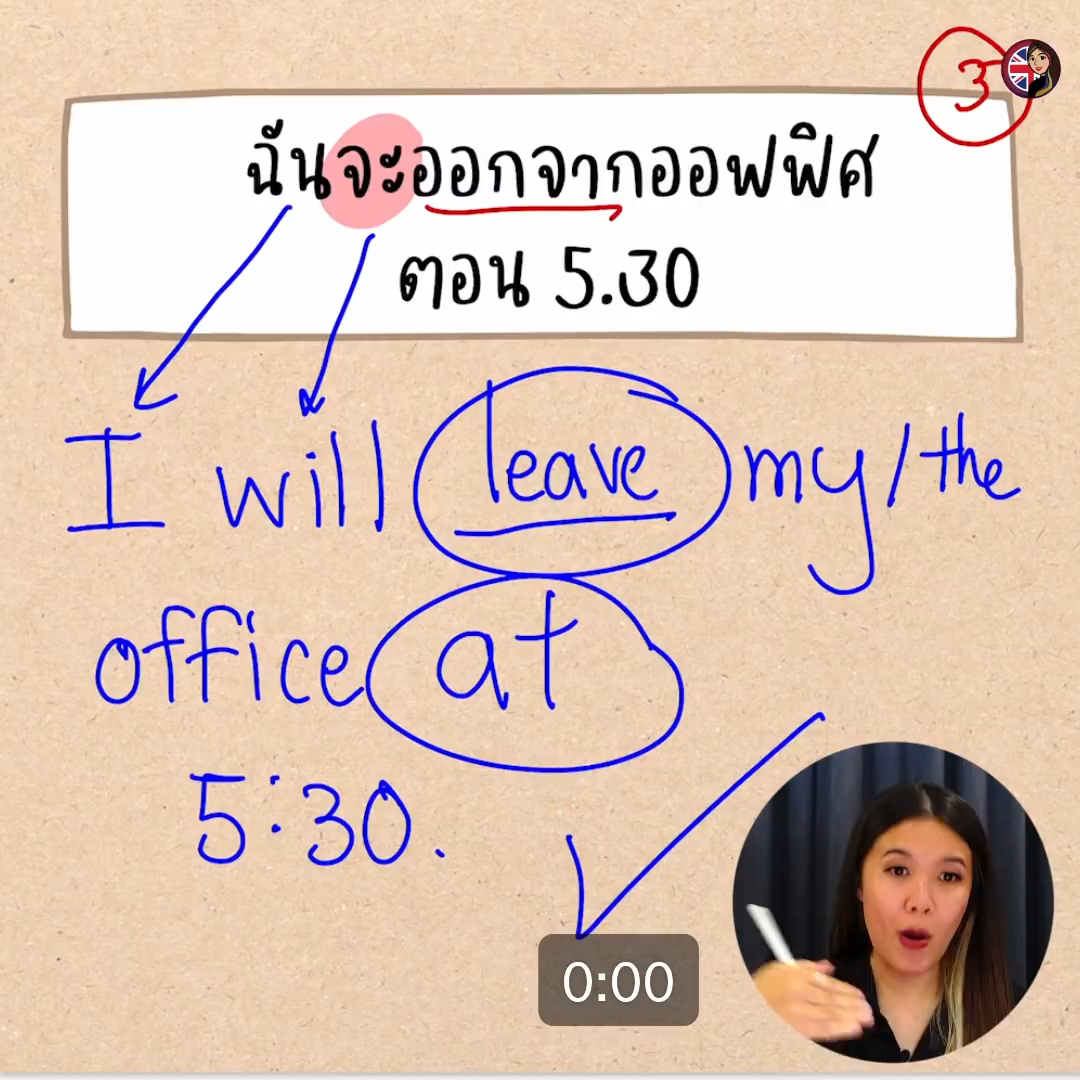 3
ฉันจะออกจากออฟฟิศ
ตอน 5.30
I will leave my/the
office at
5:30.
0:00